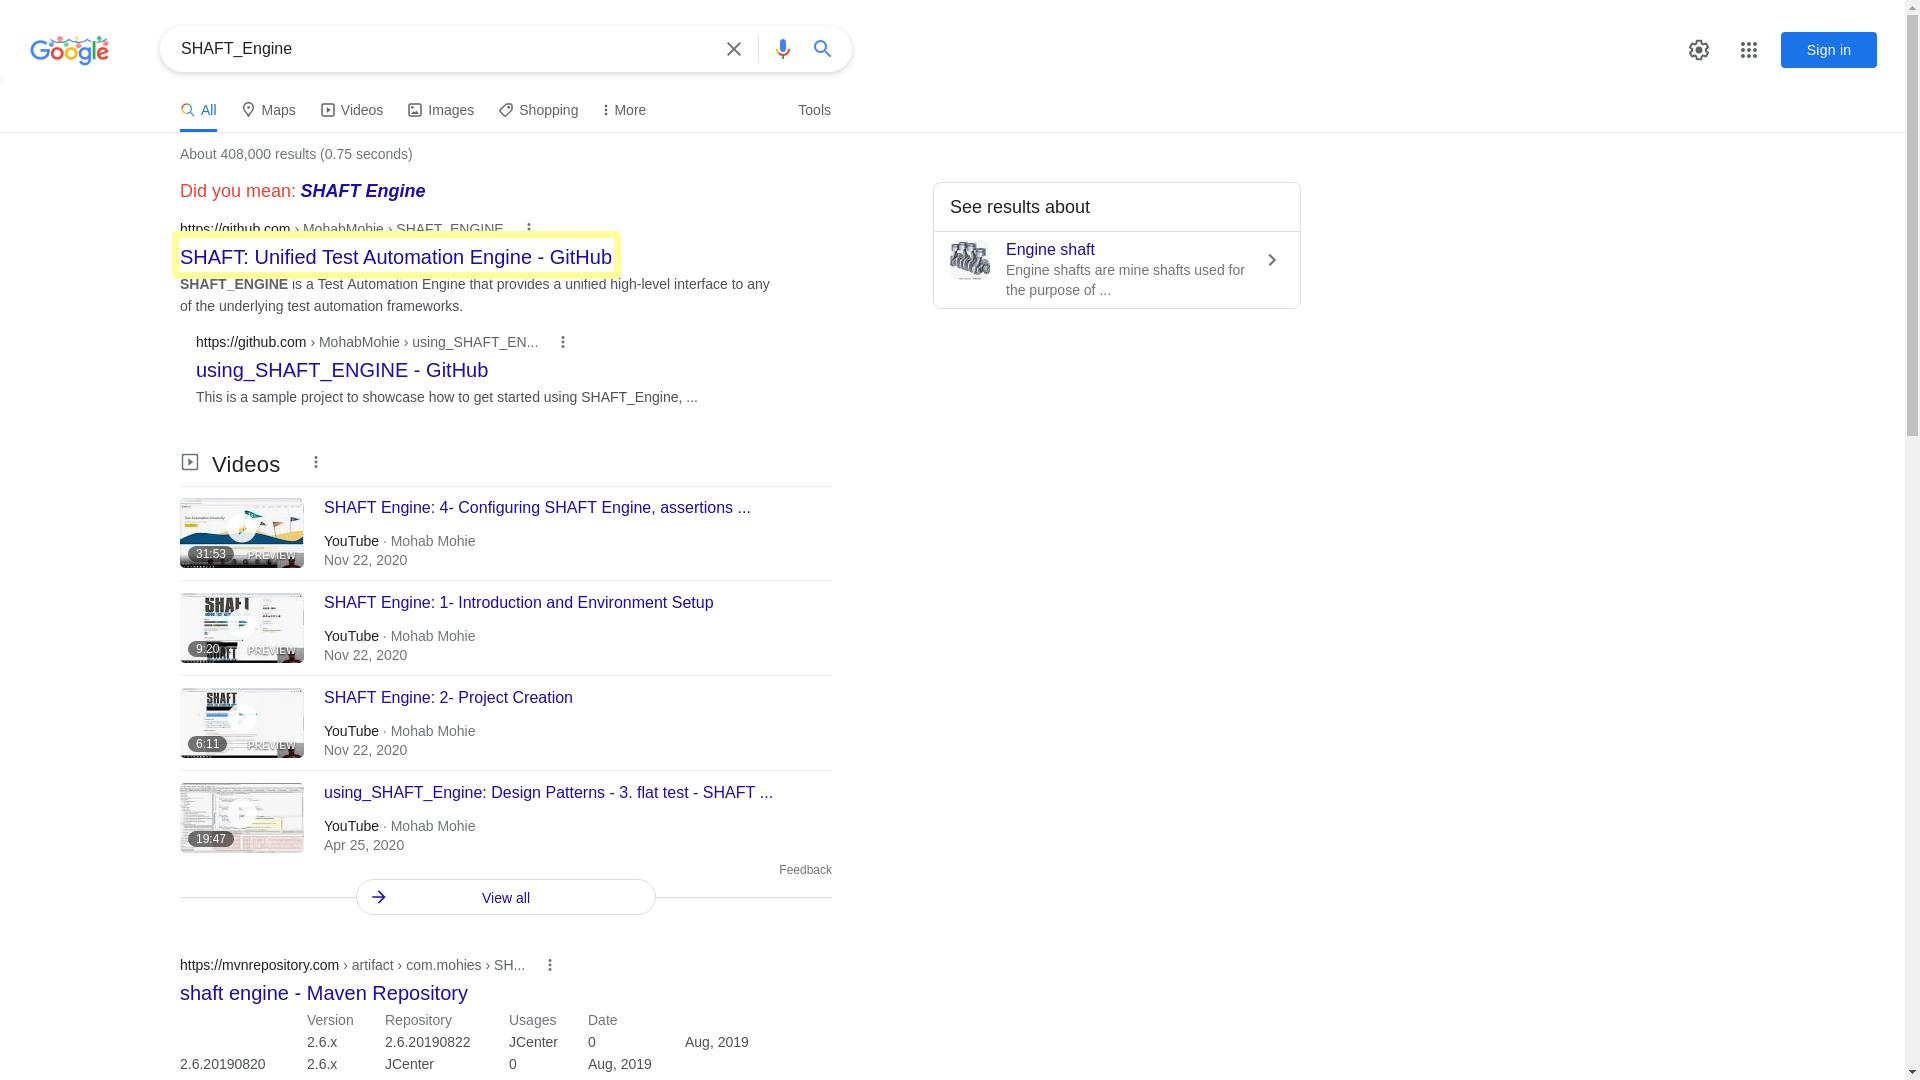 Google
SHAFT_Engine
Sign in
All
Maps
Videos
Images
Shopping
More
Tools
About 408,000 results (0.75 seconds)
Did you mean: SHAFT Engine
https://github.com › MohabMohie › SHAFT_ENGINE
SHAFT: Unified Test Automation Engine - GitHub
SHAFT_ENGINE is a Test Automation Engine that provides a unified high-level interface to any
of the underlying test automation frameworks.
https://github.com › MohabMohie › using_SHAFT_EN...
using_SHAFT_ENGINE - GitHub
This is a sample project to showcase how to get started using SHAFT_Engine, ...
See results about
Engine shaft
Engine shafts are mine shafts used for
the purpose of ...
Videos
SHAFT Engine: 4- Configuring SHAFT Engine, assertions ...
YouTube · Mohab Mohie
Nov 22, 2020
31:53
PREVIEW
SHAFT Engine: 1- Introduction and Environment Setup
YouTube · Mohab Mohie
Nov 22, 2020
SHAFT
9:20
PREVIEW
SHAFT
SHAFT Engine: 2- Project Creation
YouTube · Mohab Mohie
Nov 22, 2020
SHAFT
6:11
PREVIEW
using_SHAFT_Engine: Design Patterns - 3. flat test - SHAFT ...
YouTube · Mohab Mohie
Apr 25, 2020
19:47
Feedback
View all
https://mvnrepository.com › artifact › com.mohies › SH...
shaft engine - Maven Repository
Version Repository Usages Date
2.6.x 2.6.20190822 JCenter 0 Aug, 2019
2.6.20190820 2.6.x JCenter 0 Aug, 2019